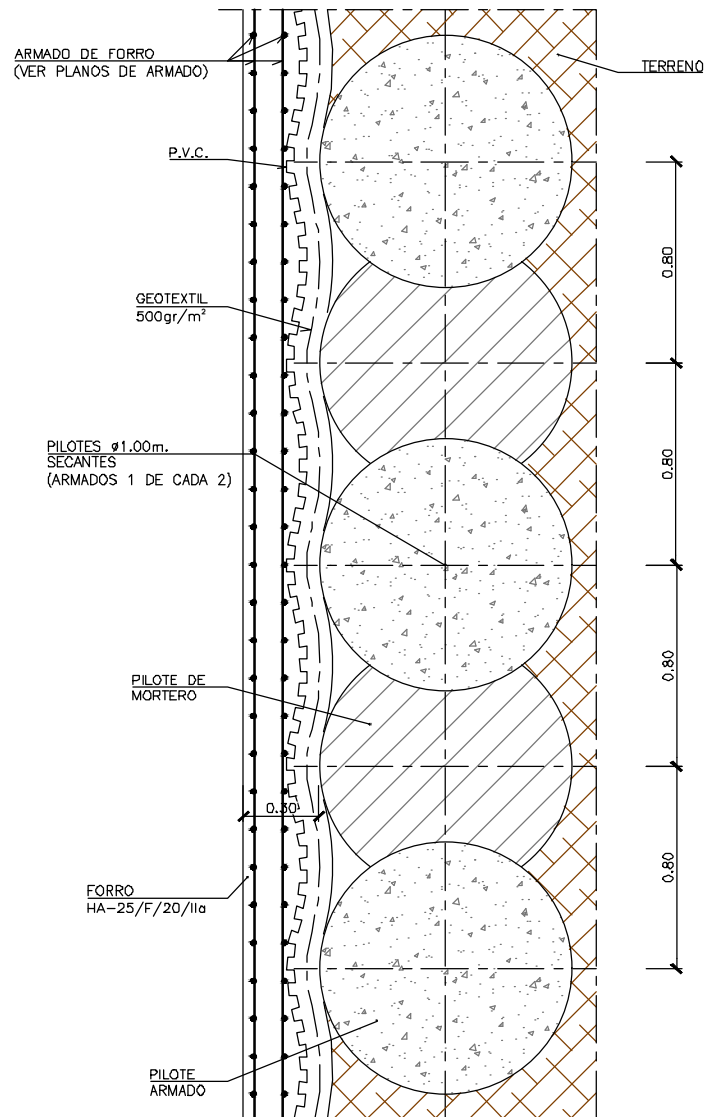 ARMADO DE FORRO
(VER PLANOS DE ARMADO)
TERRENO
P.V.C.
0.80
GEOTEXTIL
500gr/m²
0.80
PILOTES ø1.00m.
SECANTES
(ARMADOS 1 DE CADA 2)
0.80
PILOTE DE
MORTERO
0.30
0.80
FORRO
HA-25/F/20/IIa
PILOTE
ARMADO